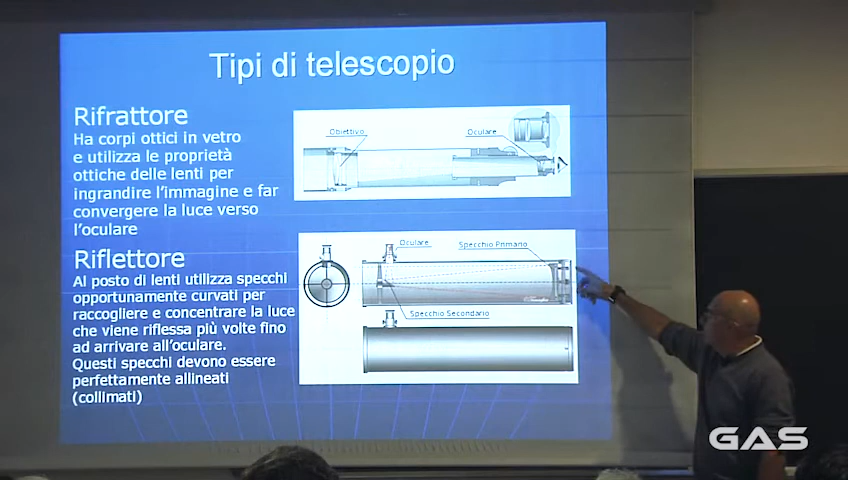 Tipi di telescopio
Rifrattore
Ha corpi ottici in vetro
e utilizza le proprietà
ottiche delle lenti per
ingrandire l'immagine e far
convergere la luce verso
l'oculare
Obiettivo
Oculare
Riflettore
Al posto di lenti utilizza specchi
opportunamente curvati per
raccogliere e concentrare la luce
che viene riflessa più volte fino
ad arrivare all'oculare.
Questi specchi devono essere
perfettamente allineati
(collimati)
Oculare
Specchio Primario
Specchio Secondario
GAS